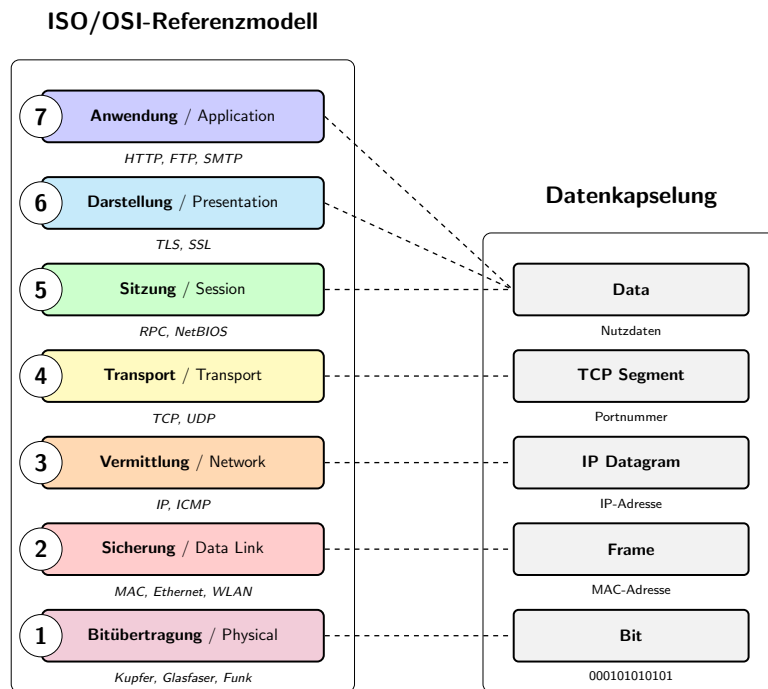 ISO/OSI-Referenzmodell
7
Anwendung / Application
HTTP, FTP, SMTP
6
Darstellung / Presentation
TLS, SSL
5
Sitzung / Session
RPC, NetBIOS
4
Transport / Transport
TCP, UDP
3
Vermittlung / Network
IP, ICMP
2
Sicherung / Data Link
MAC, Ethernet, WLAN
1
Bitübertragung / Physical
Kupfer, Glasfaser, Funk
Datenkapselung
Data
Nutzdaten
TCP Segment
Portnummer
IP Datagram
IP-Adresse
Frame
MAC-Adresse
Bit
000101010101